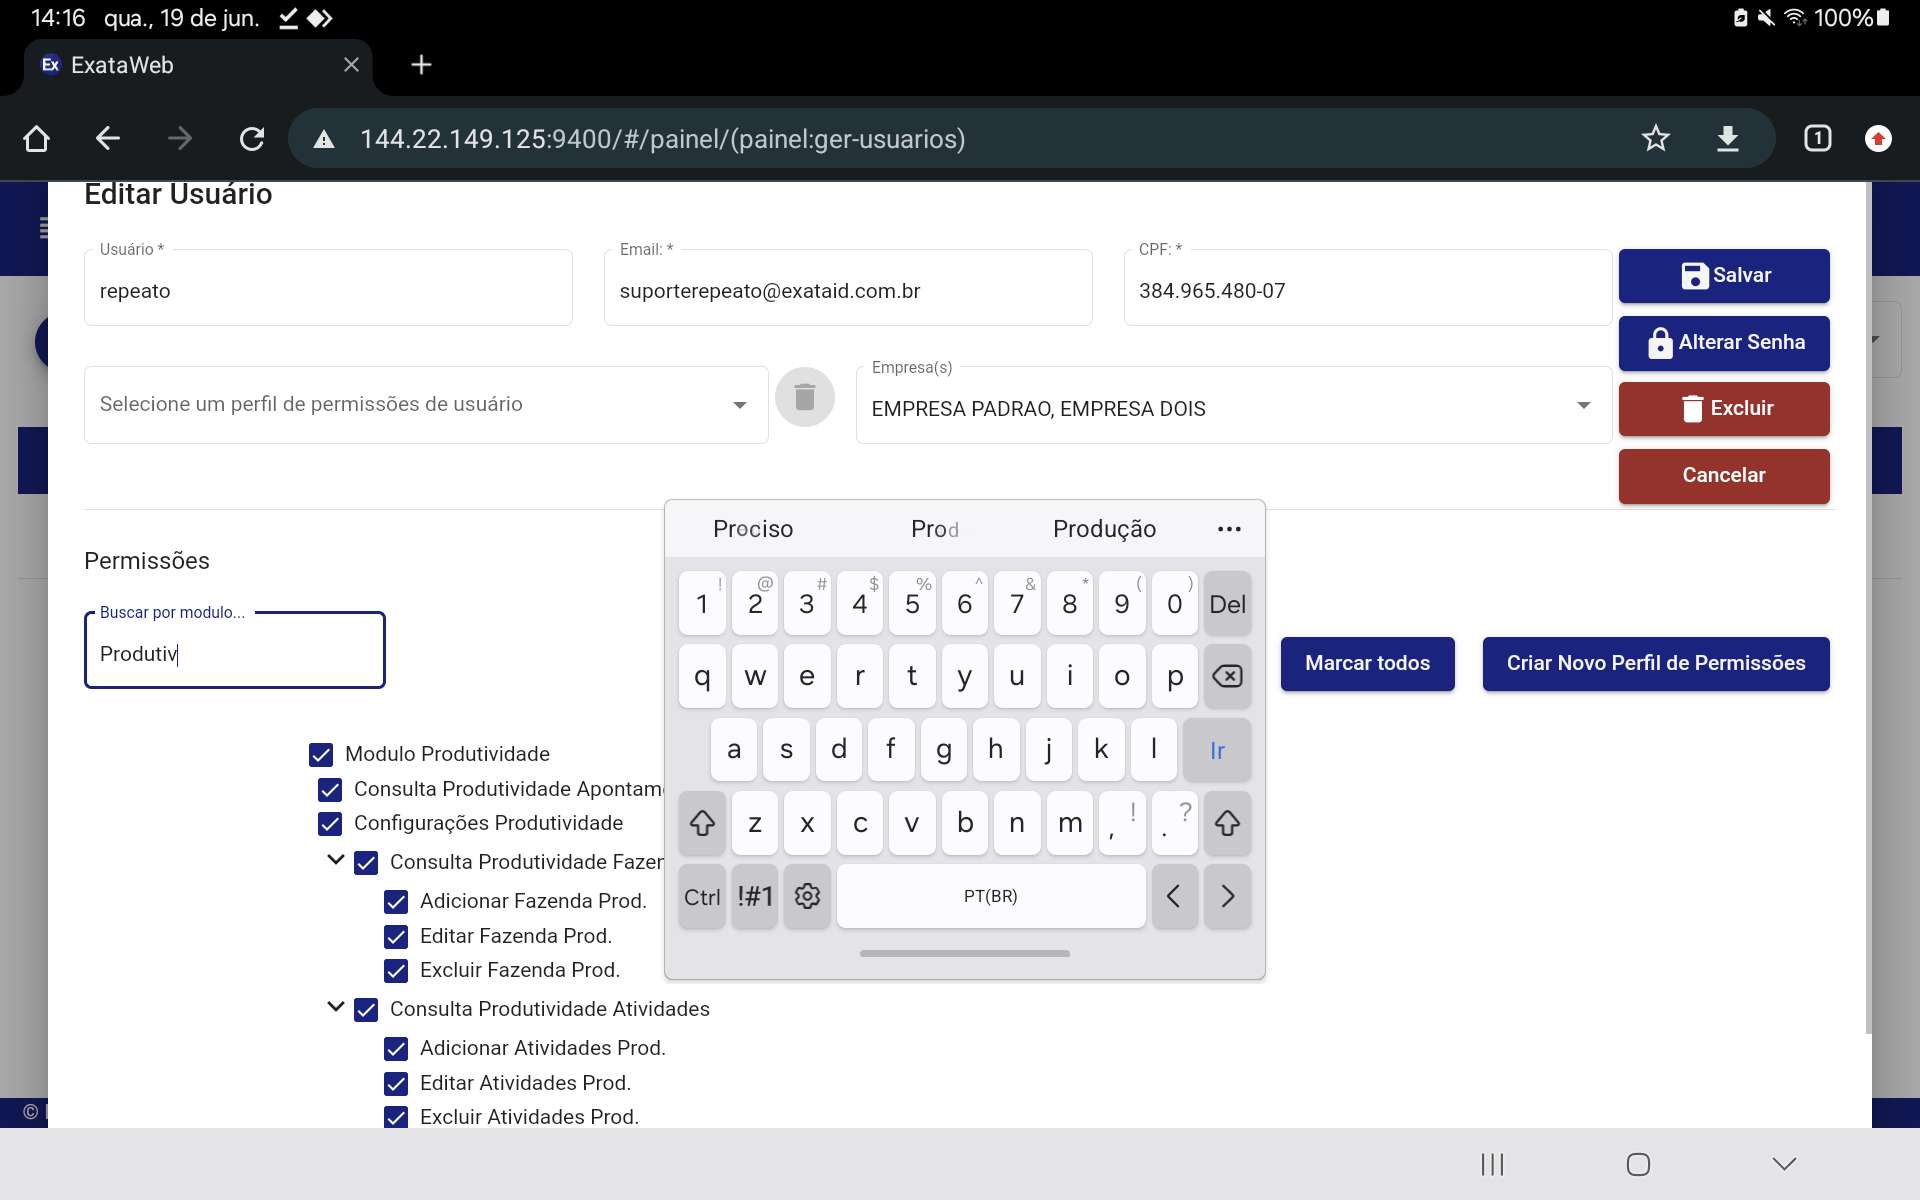 14:16 qua., 19 de jun. 100%
Ex ExataWeb
144.22.149.125:9400/#/painel/(painel:ger-usuarios) 1
Editar Usuário
Usuário * Email: * CPF: *
repeato suporterepeato@exataid.com.br 384.965.480-07 Salvar
Alterar Senha
Empresa(s)
Selecione um perfil de permissões de usuário EMPRESA PADRAO, EMPRESA DOIS Excluir
Cancelar
Preciso Produção ...
Permissões
! @ # $ % ^ & * ( )
1 2 3 4 5 6 7 8 9 0 Del
Buscar por modulo...
Produtiv Marcar todos Criar Novo Perfil de Permissões
q w e r t y u i o p
a s d f g h j k l Ir
Modulo Produtividade
Consulta Produtividade
Configurações Produtividade
z x c v b n m , ! . ?
Consulta Produtividade
Ctrl !#1 PT(BR) < >
Adicionar Fazenda Prod.
Editar Fazenda Prod.
Excluir Fazenda Prod.
Consulta Produtividade Atividades
Adicionar Atividades Prod.
Editar Atividades Prod.
Excluir Atividades Prod.
©